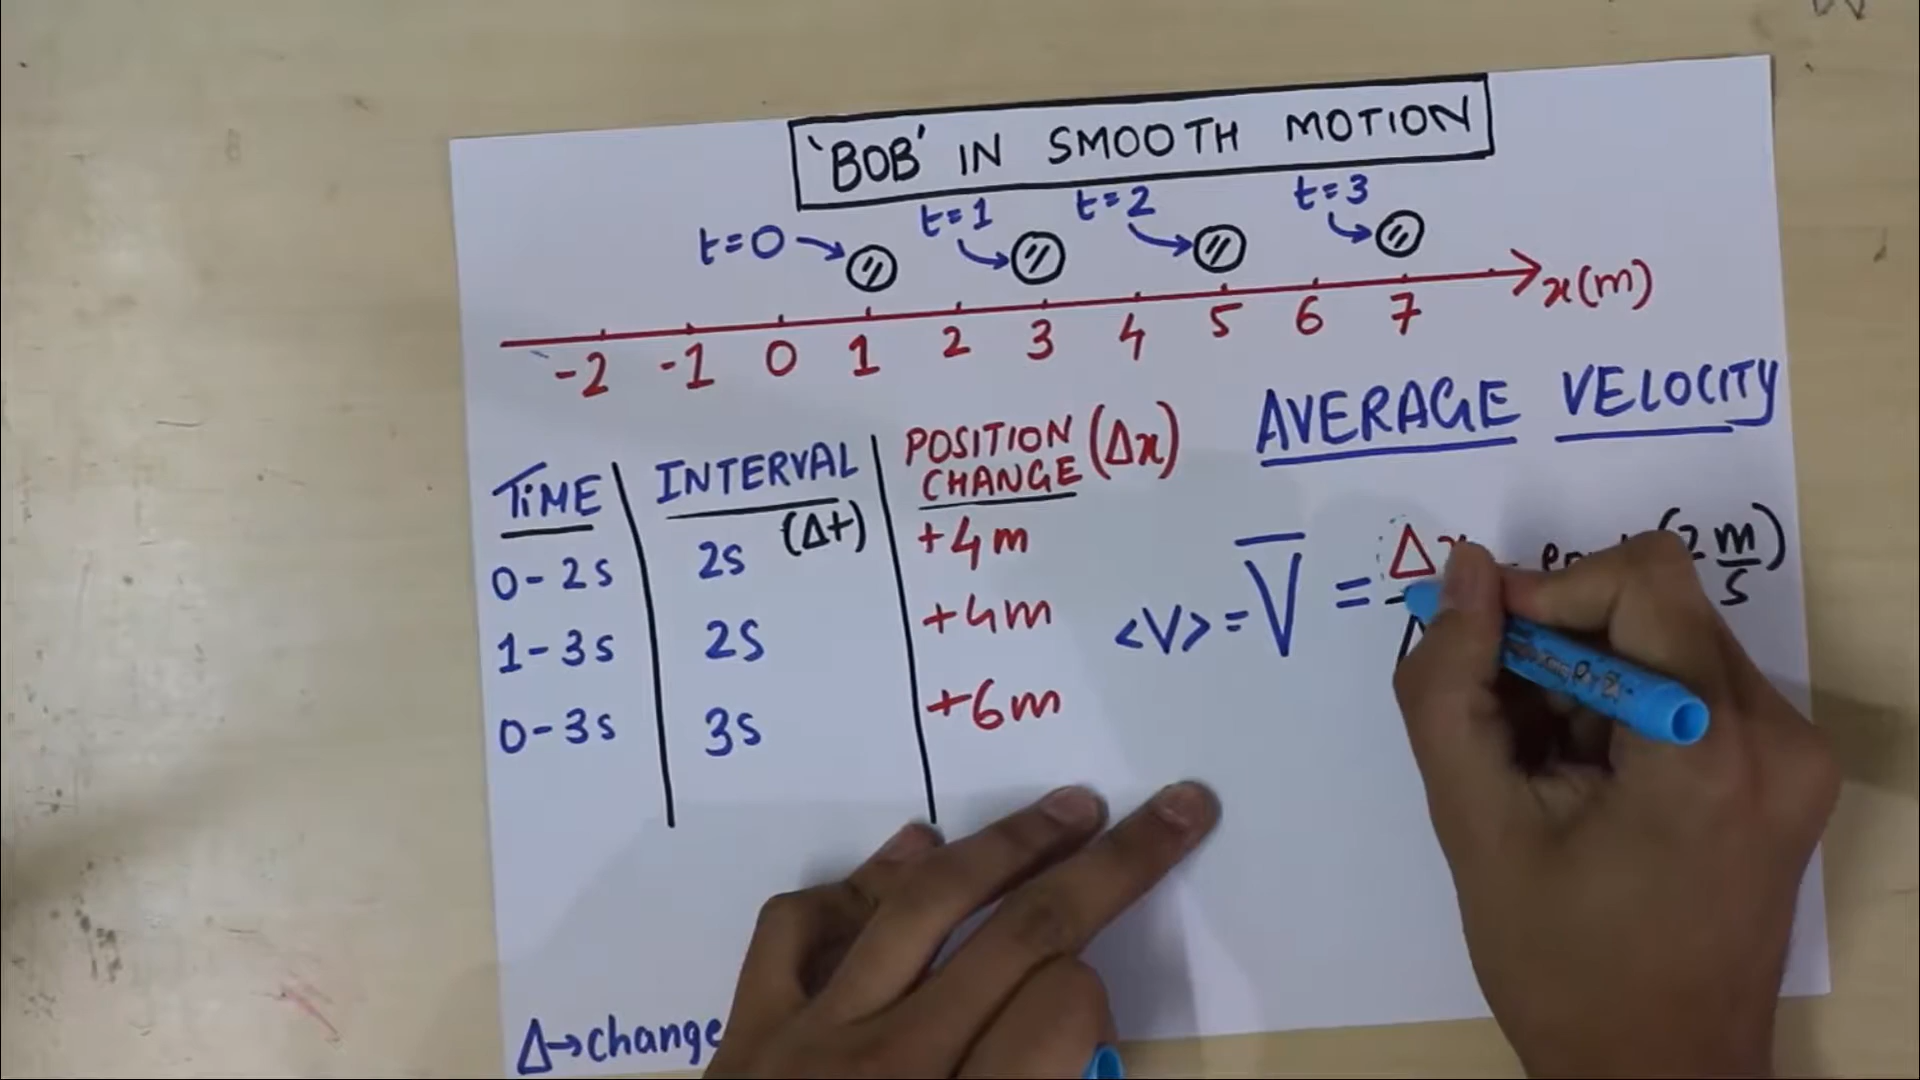 'BOB' IN SMOOTH MOTION
t=0 t=1 t=2 t=3
-2 -1 0 1 2 3 4 5 6 7 x(m)
AVERAGE VELOCITY
TIME INTERVAL (Δt) POSITION CHANGE (Δx)
0-2s 2s +4m
1-3s 2s +4m
0-3s 3s +6m
<V> = V̅ = Δx (2 m/s)
Δ→change